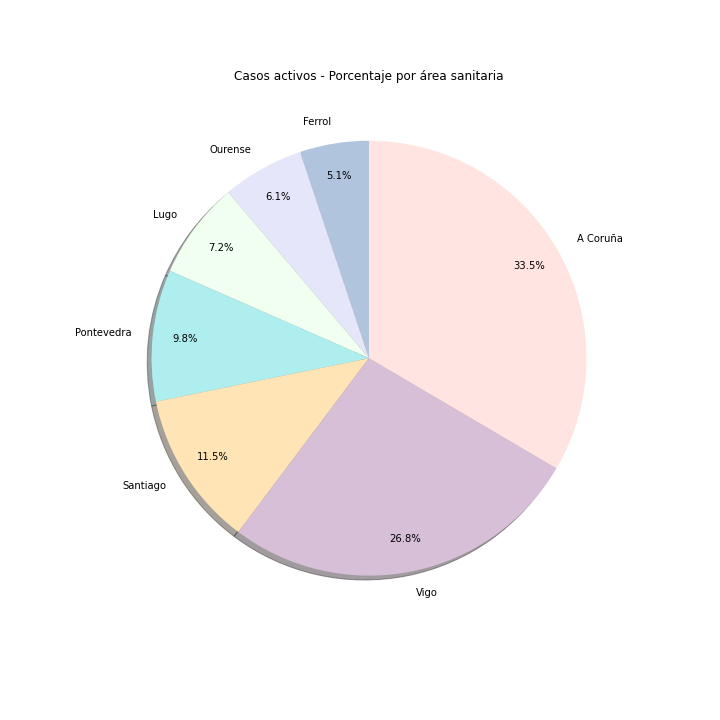 Casos activos - Porcentaje por área sanitaria
Ferrol
5.1%
Ourense
6.1%
Lugo
7.2%
Pontevedra
9.8%
Santiago
11.5%
Vigo
26.8%
A Coruña
33.5%